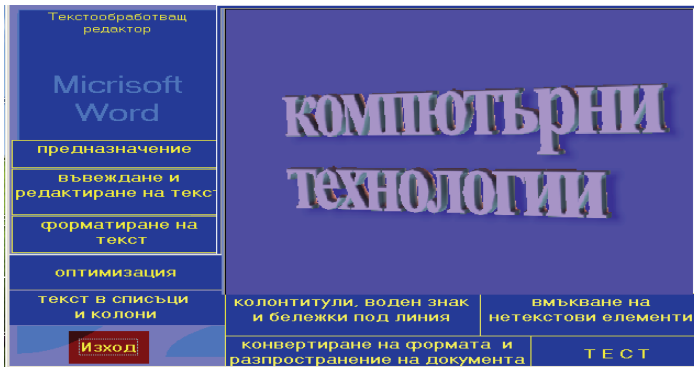 Текстообработващ
редактор
Micrisoft
Word
предназначение
въвеждане и
редактиране на текст
форматиране на
текст
оптимизация
текст в списъци
и колони
Изход
компютърни
технологии
колонтитули, воден знак
и бележки под линия
вмъкване на
нетекстови елементи
конвертиране на формата и
разпространение на документа
ТЕСТ